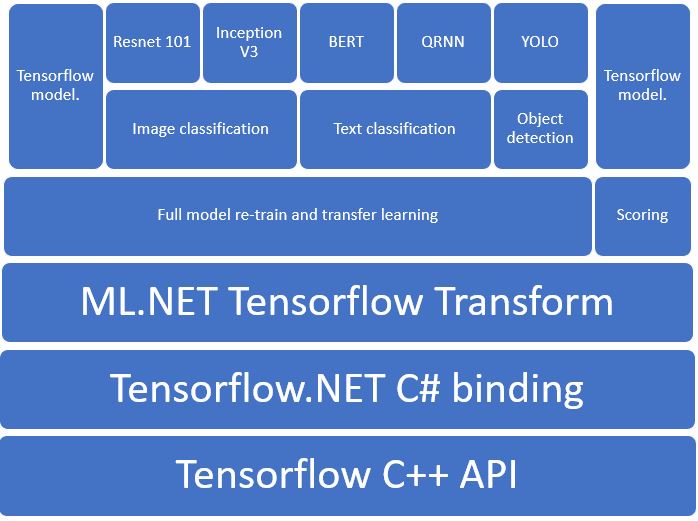 Resnet 101
Inception
V3
BERT
QRNN
YOLO
Tensorflow
model.
Tensorflow
model.
Image classification
Text classification
Object
detection
Full model re-train and transfer learning
Scoring
ML.NET Tensorflow Transform
Tensorflow.NET C# binding
Tensorflow C++ API